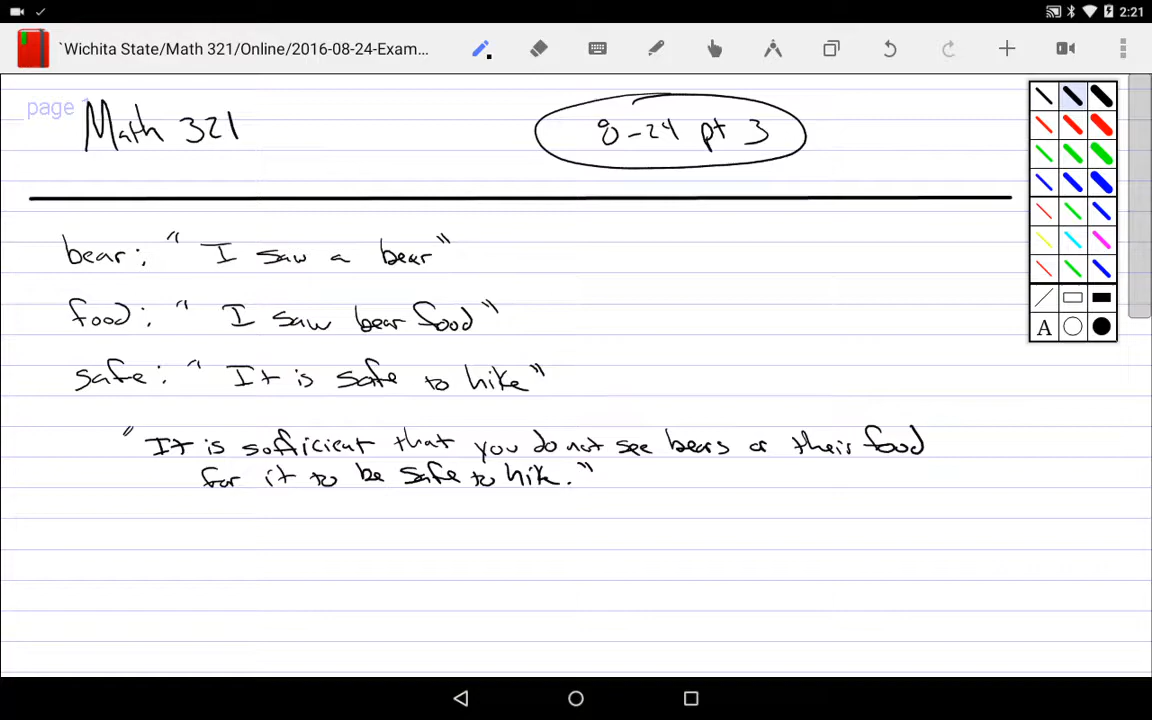 2:21
`Wichita State/Math 321/Online/2016-08-24-Exam...
page
Math 321
8-24 pt 3
bear: "I saw a bear"
food: "I saw bear food"
safe: "It is safe to hike"
"It is sufficient that you do not see bears or their food
for it to be safe to hike."
A